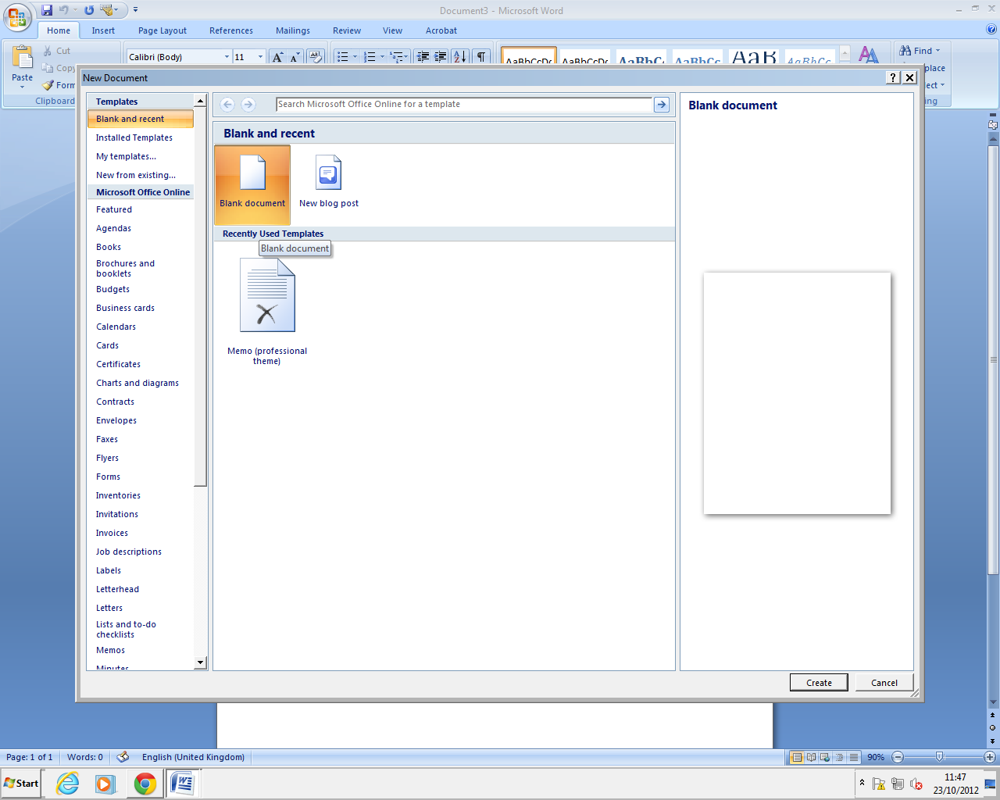 Document3 - Microsoft Word
Home Insert Page Layout References Mailings Review View Acrobat
Cut
Calibri (Body) 11
AaBbCcDc AaBbCcDc AaBbCc AaBbCc AaB AaBbCc.
Find
Copy
Paste
place
Form
ect
Clipboard
ing
New Document
Templates
Blank and recent
Installed Templates
My templates...
New from existing...
Microsoft Office Online
Featured
Agendas
Books
Brochures and
booklets
Budgets
Business cards
Calendars
Cards
Certificates
Charts and diagrams
Contracts
Envelopes
Faxes
Flyers
Forms
Inventories
Invitations
Invoices
Job descriptions
Labels
Letterhead
Letters
Lists and to-do
checklists
Memos
Minutes
Search Microsoft Office Online for a template
Blank and recent
Blank document New blog post
Recently Used Templates
Blank document
Memo (professional
theme)
Blank document
Create Cancel
Page: 1 of 1 Words: 0 English (United Kingdom) 90%
Start
11:47
23/10/2012